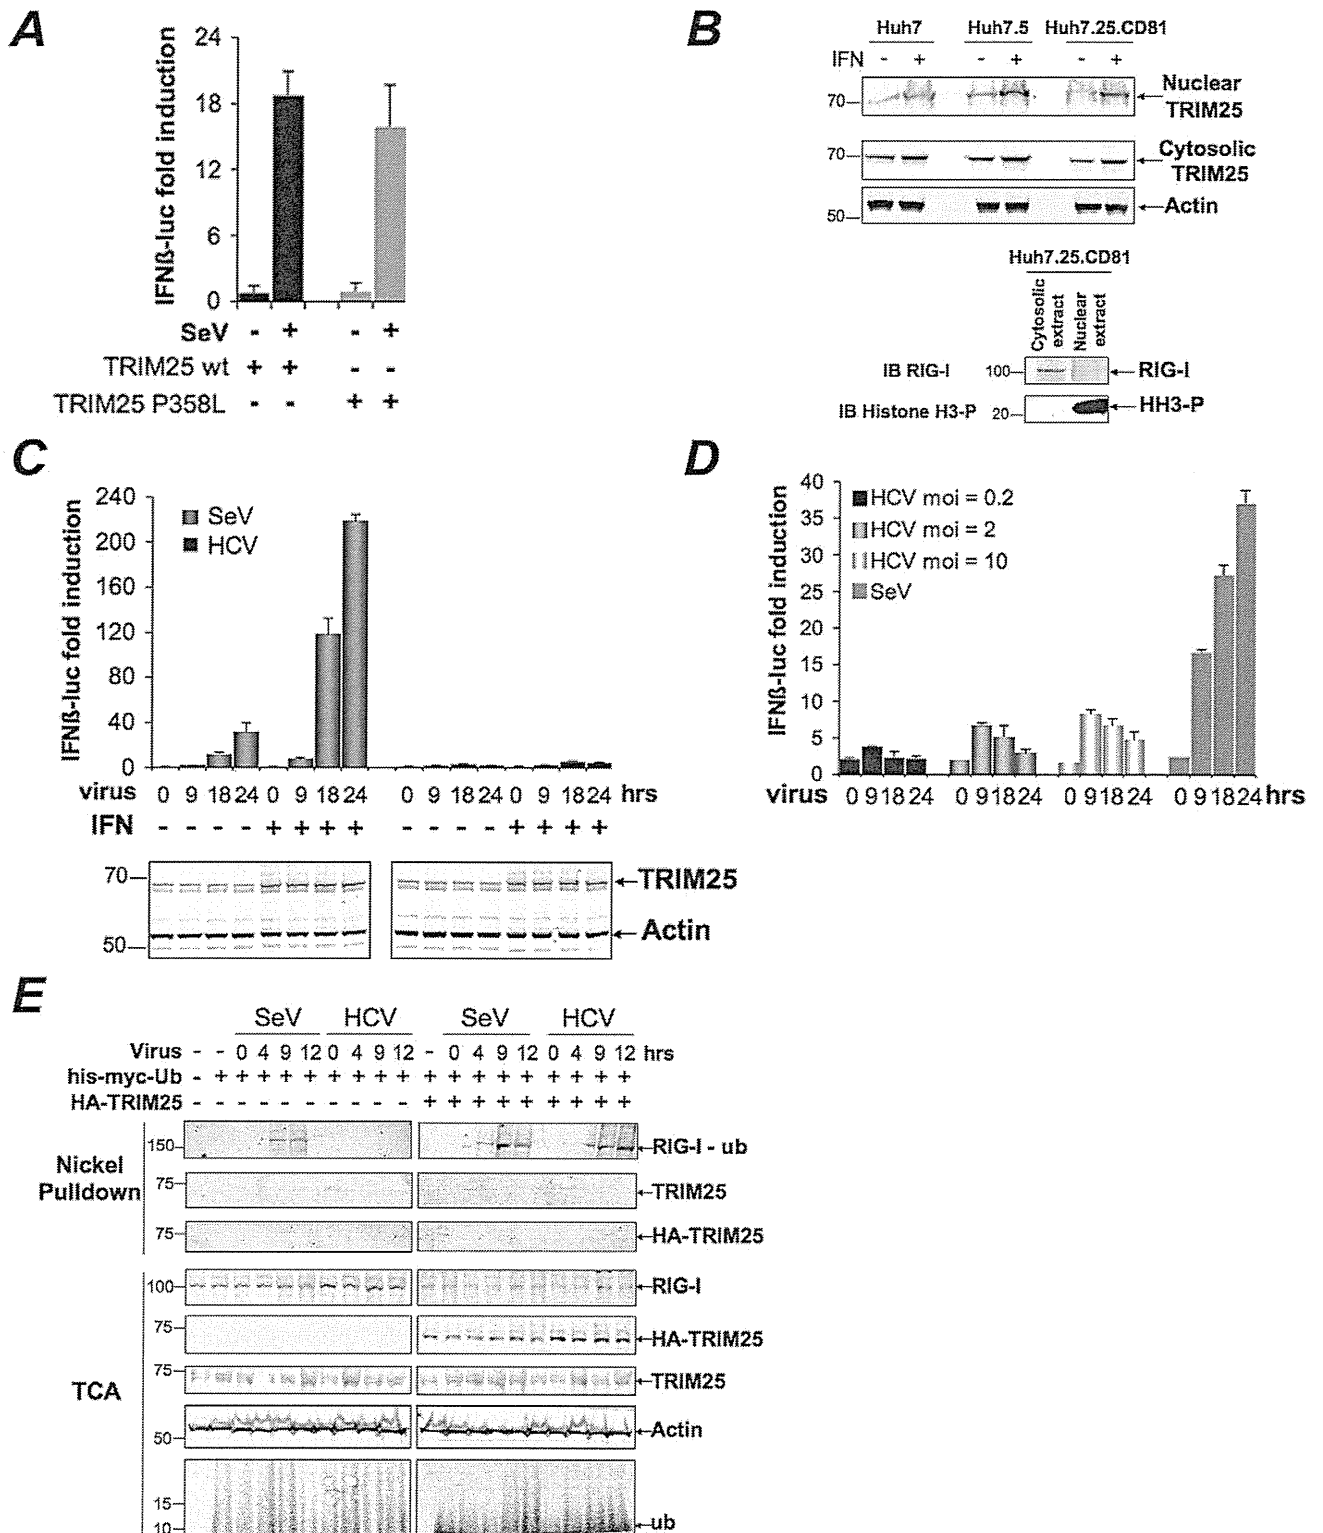 A
IFNß-luc fold induction
24
18
12
6
0
SeV - + - +
TRIM25 wt + + - -
TRIM25 P358L - - + +
B
Huh7 Huh7.5 Huh7.25.CD81
IFN - + - + - +
70
Nuclear
TRIM25
70
Cytosolic
TRIM25
50
Actin
Huh7.25.CD81
Cytosolic
extract
Nuclear
extract
IB RIG-I 100 RIG-I
IB Histone H3-P 20 HH3-P
C
IFNß-luc fold induction
240
200
160
120
80
40
0
SeV
HCV
virus 0 9 18 24 0 9 18 24 0 9 18 24 0 9 18 24 hrs
IFN - - - - + + + + - - - - + + + +
70
TRIM25
50
Actin
D
IFNß-luc fold induction
40
35
30
25
20
15
10
5
0
HCV moi = 0.2
HCV moi = 2
HCV moi = 10
SeV
virus 0 9 18 24 0 9 18 24 0 9 18 24 0 9 18 24 hrs
E
SeV HCV SeV HCV
Virus - - 0 4 9 12 0 4 9 12 - 0 4 9 12 0 4 9 12 hrs
his-myc-Ub - + + + + + + + + + + + + + + + + + +
HA-TRIM25 - - - - - - - - - - + + + + + + + + +
Nickel
Pulldown
150 RIG-I - ub
75 TRIM25
75 HA-TRIM25
TCA
100 RIG-I
75 HA-TRIM25
75 TRIM25
50 Actin
15
10 ub